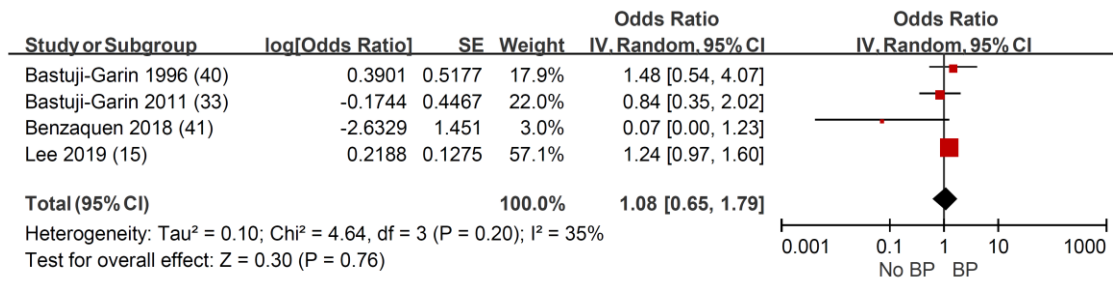 Odds Ratio Odds Ratio
Study or Subgroup log[Odds Ratio] SE Weight IV, Random, 95% CI IV, Random, 95% CI
Bastuji-Garin 1996 (40) 0.3901 0.5177 17.9% 1.48 [0.54, 4.07]
Bastuji-Garin 2011 (33) -0.1744 0.4467 22.0% 0.84 [0.35, 2.02]
Benzaquen 2018 (41) -2.6329 1.451 3.0% 0.07 [0.00, 1.23]
Lee 2019 (15) 0.2188 0.1275 57.1% 1.24 [0.97, 1.60]
Total (95% CI) 100.0% 1.08 [0.65, 1.79]
Heterogeneity: Tau² = 0.10; Chi² = 4.64, df = 3 (P = 0.20); I² = 35%
Test for overall effect: Z = 0.30 (P = 0.76)
0.001 0.1 1 10 1000
No BP BP